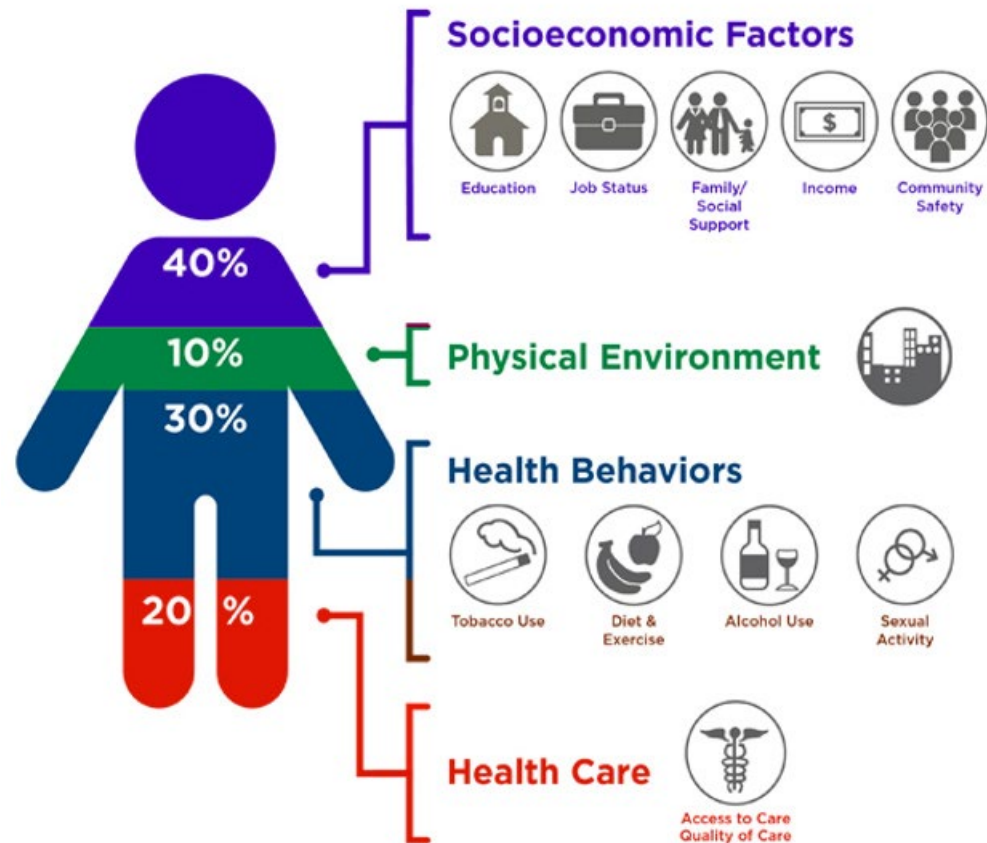 Socioeconomic Factors
$
Education
Job Status
Family/
Social
Support
Income
Community
Safety
40%
10%
Physical Environment
30%
Health Behaviors
Tobacco Use
Diet &
Exercise
Alcohol Use
Sexual
Activity
20 %
Health Care
Access to Care
Quality of Care